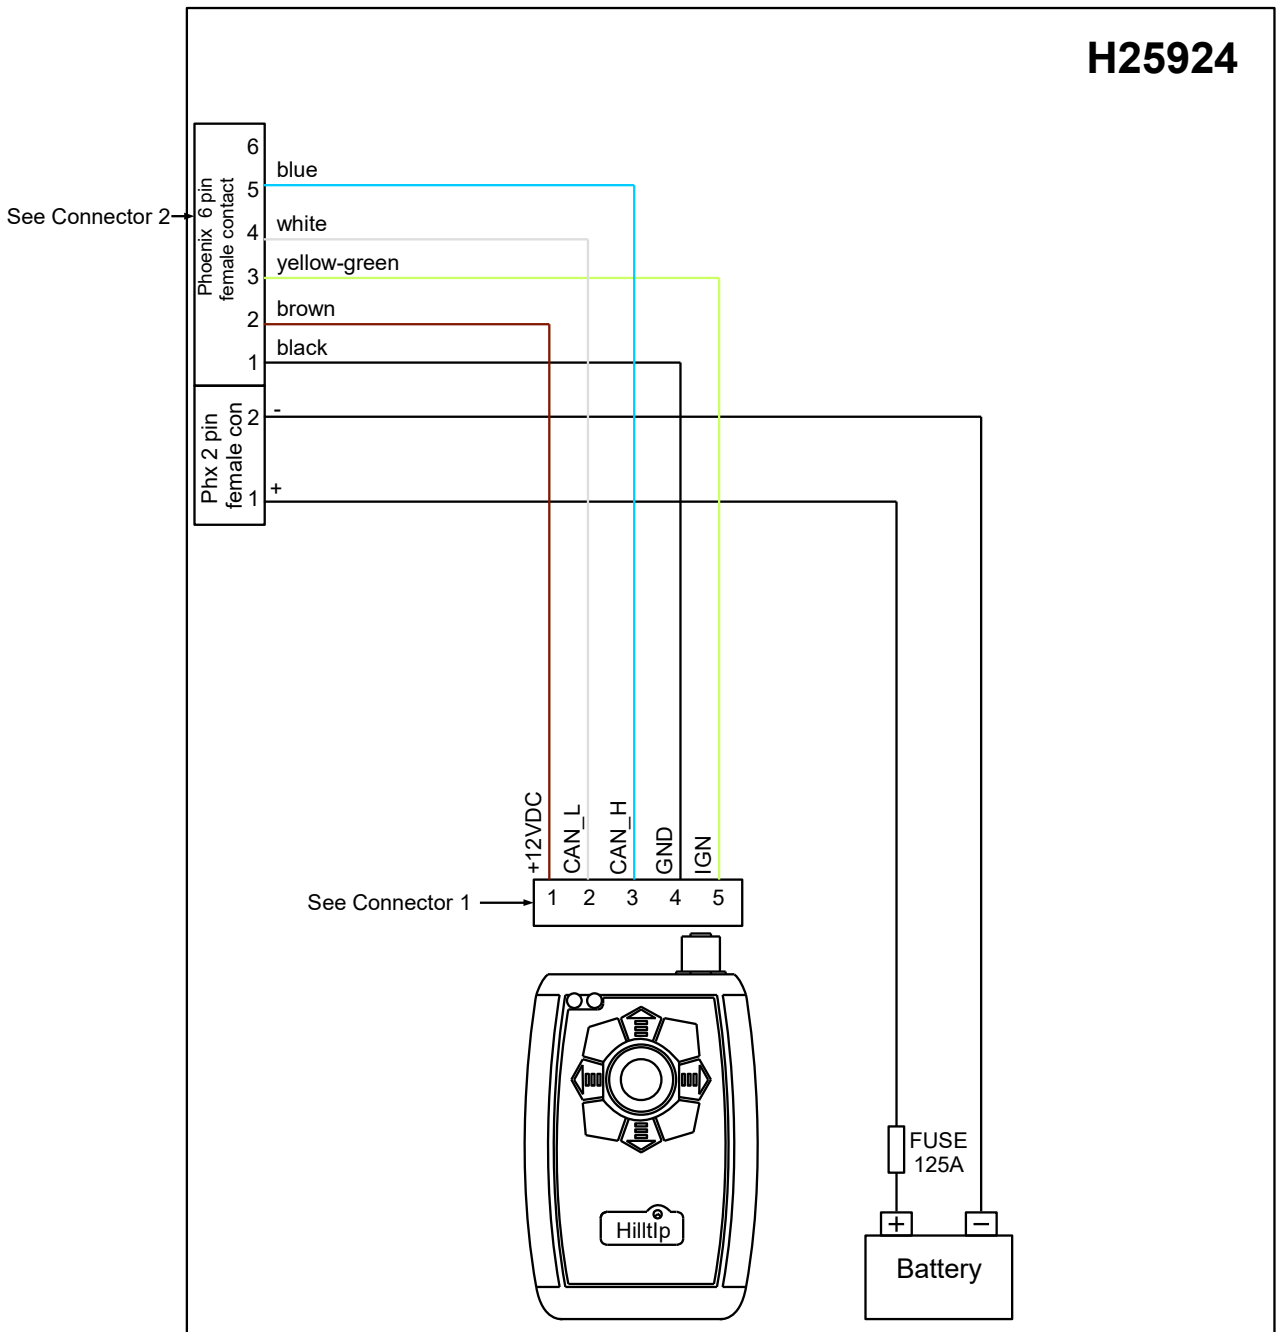 H25924
6
blue
5
See Connector 2
Phoenix 6 pin
female contact
white
4
yellow-green
3
brown
2
black
1
-
2
Phx 2 pin
female con
+
1
+12VDC
CAN_L
CAN_H
GND
IGN
See Connector 1
1 2 3 4 5
FUSE
125A
HilltIp
+ −
Battery